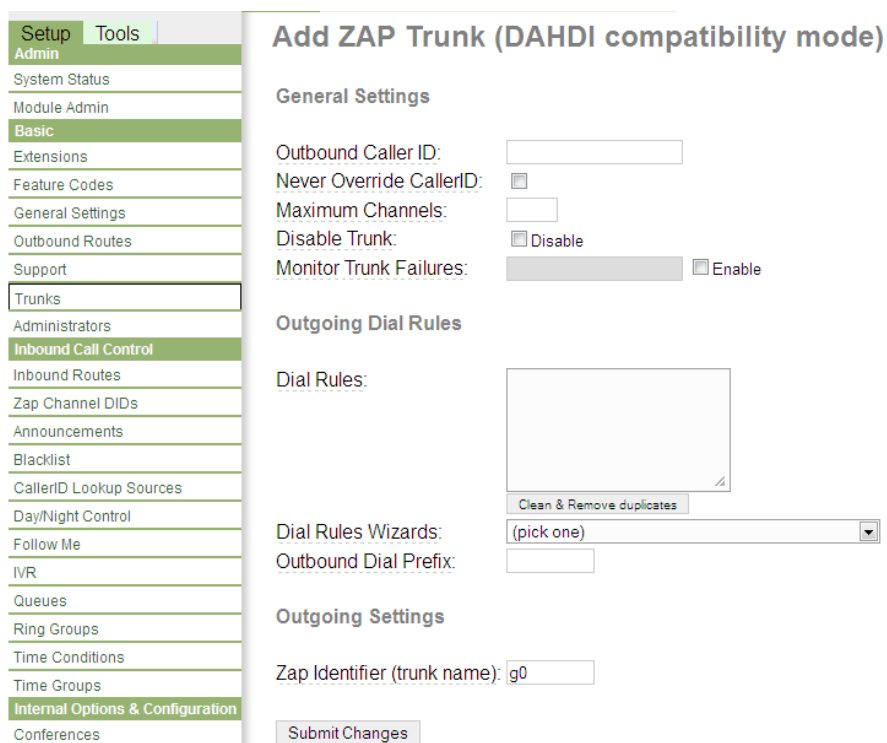 Setup Tools
Admin
System Status
Module Admin
Basic
Extensions
Feature Codes
General Settings
Outbound Routes
Support
Trunks
Administrators
Inbound Call Control
Inbound Routes
Zap Channel DIDs
Announcements
Blacklist
CallerID Lookup Sources
Day/Night Control
Follow Me
IVR
Queues
Ring Groups
Time Conditions
Time Groups
Internal Options & Configuration
Conferences
Add ZAP Trunk (DAHDI compatibility mode)
General Settings
Outbound Caller ID:
Never Override CallerID:
Maximum Channels:
Disable Trunk: Disable
Monitor Trunk Failures: Enable
Outgoing Dial Rules
Dial Rules:
Clean & Remove duplicates
Dial Rules Wizards: (pick one)
Outbound Dial Prefix:
Outgoing Settings
Zap Identifier (trunk name): g0
Submit Changes